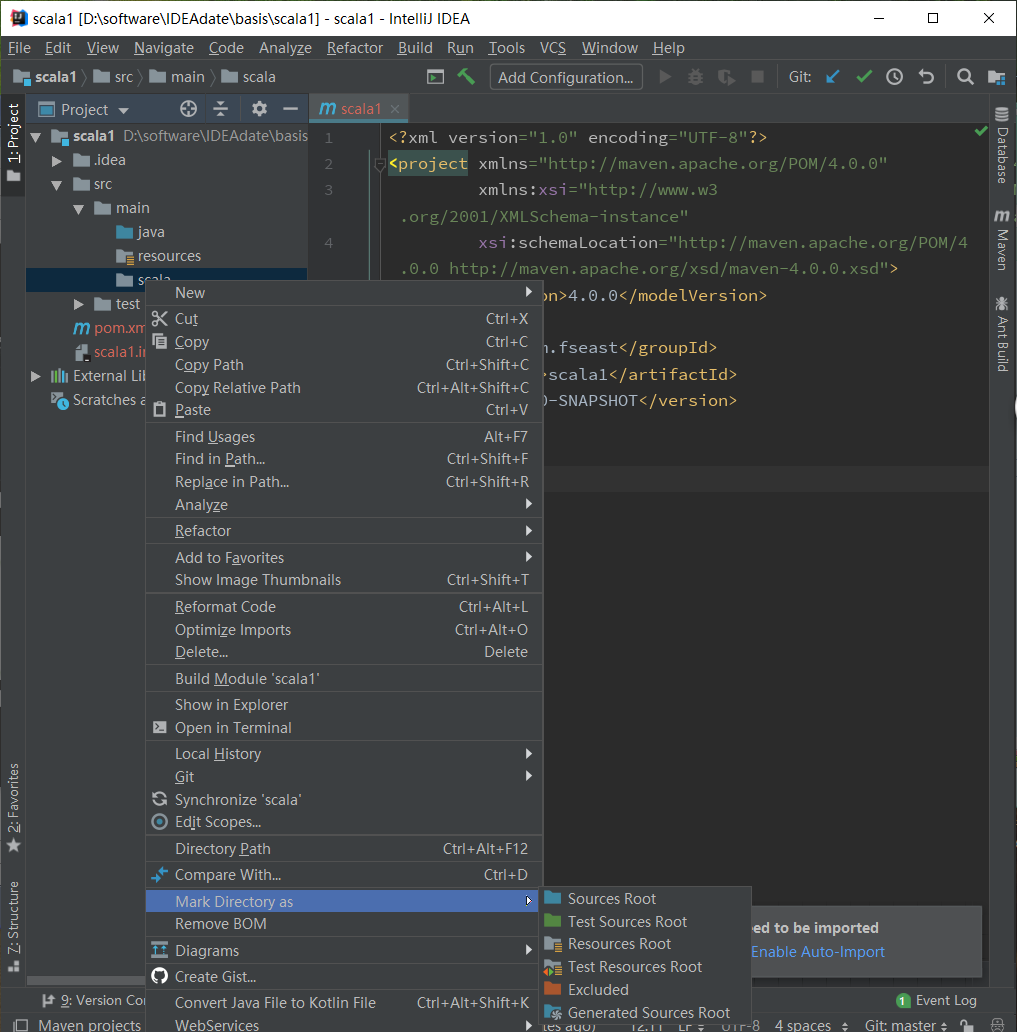 scala1 [D:\software\IDEAdate\basis\scala1] - scala1 - IntelliJ IDEA
File Edit View Navigate Code Analyze Refactor Build Run Tools VCS Window Help
scala1 src main scala Add Configuration... Git:
1: Project
Project
scala1
scala1 D:\software\IDEAdate\basis
.idea
src
main
java
resources
scala
test
pom.xm
scala1.i
External Lib
Scratches a
1 <?xml version="1.0" encoding="UTF-8"?>
2 <project xmlns="http://maven.apache.org/POM/4.0.0"
3 xmlns:xsi="http://www.w3
.org/2001/XMLSchema-instance"
4 xsi:schemaLocation="http://maven.apache.org/POM/4
.0.0 http://maven.apache.org/xsd/maven-4.0.0.xsd">
on>4.0.0</modelVersion>
m.fseast</groupId>
>scala1</artifactId>
0-SNAPSHOT</version>
Database
Maven
Ant Build
New
Cut Ctrl+X
Copy Ctrl+C
Copy Path Ctrl+Shift+C
Copy Relative Path Ctrl+Alt+Shift+C
Paste Ctrl+V
Find Usages Alt+F7
Find in Path... Ctrl+Shift+F
Replace in Path... Ctrl+Shift+R
Analyze
Refactor
Add to Favorites
Show Image Thumbnails Ctrl+Shift+T
Reformat Code Ctrl+Alt+L
Optimize Imports Ctrl+Alt+O
Delete... Delete
Build Module 'scala1'
Show in Explorer
Open in Terminal
Local History
Git
Synchronize 'scala'
Edit Scopes...
Directory Path Ctrl+Alt+F12
Compare With... Ctrl+D
Mark Directory as
Remove BOM
Diagrams
Create Gist...
Convert Java File to Kotlin File Ctrl+Alt+Shift+K
WebServices
Sources Root
Test Sources Root
Resources Root
Test Resources Root
Excluded
Generated Sources Root
eed to be imported
Enable Auto-Import
2: Favorites
7: Structure
9: Version Con
1 Event Log
Maven projects
tes ago) 12:11 LF UTF-8 4 spaces Git: master